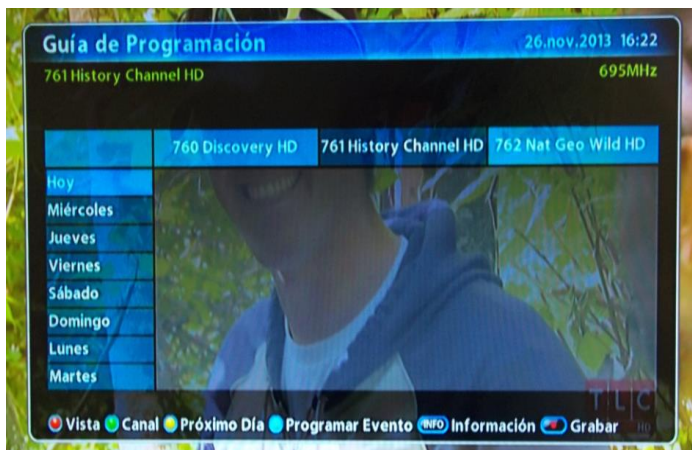 Guía de Programación 26.nov.2013 16:22
761 History Channel HD 695MHz
760 Discovery HD 761 History Channel HD 762 Nat Geo Wild HD
Hoy
Miércoles
Jueves
Viernes
Sábado
Domingo
Lunes
Martes
TLC
HD
Vista Canal Próximo Día Programar Evento INFO Información Grabar